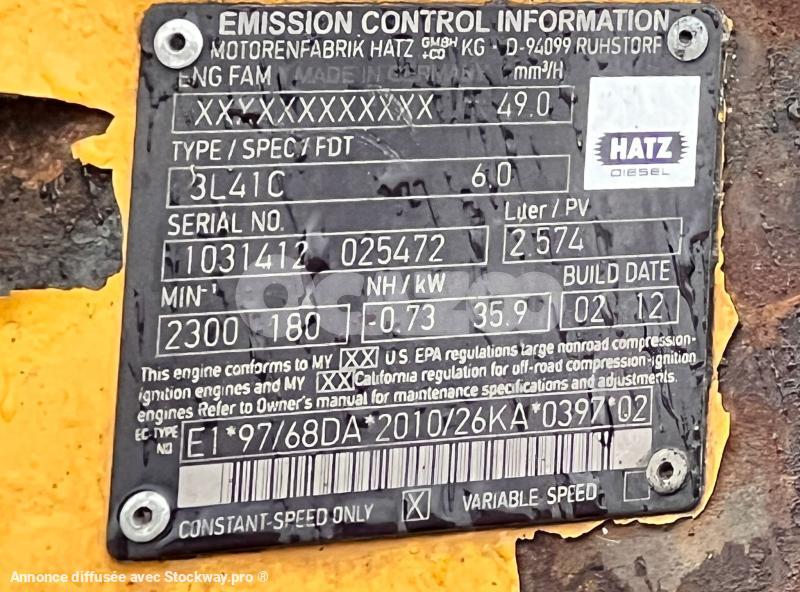 EMISSION CONTROL INFORMATION
MOTORENFABRIK HATZ GMBH +CO KG - D-94099 RUHSTORF
ENG FAM MADE IN GERMANY mm³/H
XXXXXXXXXXXX 49.0
HATZ
DIESEL
TYPE / SPEC / FDT
3L41C 6.0
SERIAL NO. Liter / PV
1031412 025472 2.574
MIN⁻¹ NH / kW BUILD DATE
2300 180 -0.73 35.9 02 12
This engine conforms to MY XX U.S. EPA regulations large nonroad compression-
ignition engines and MY XX California regulation for off-road compression-ignition
engines Refer to Owner's manual for maintenance specifications and adjustments.
EC-TYPE NO E1*97/68DA*2010/26KA*0397*02
CONSTANT-SPEED ONLY X VARIABLE SPEED
Annonce diffusée avec Stockway.pro ®